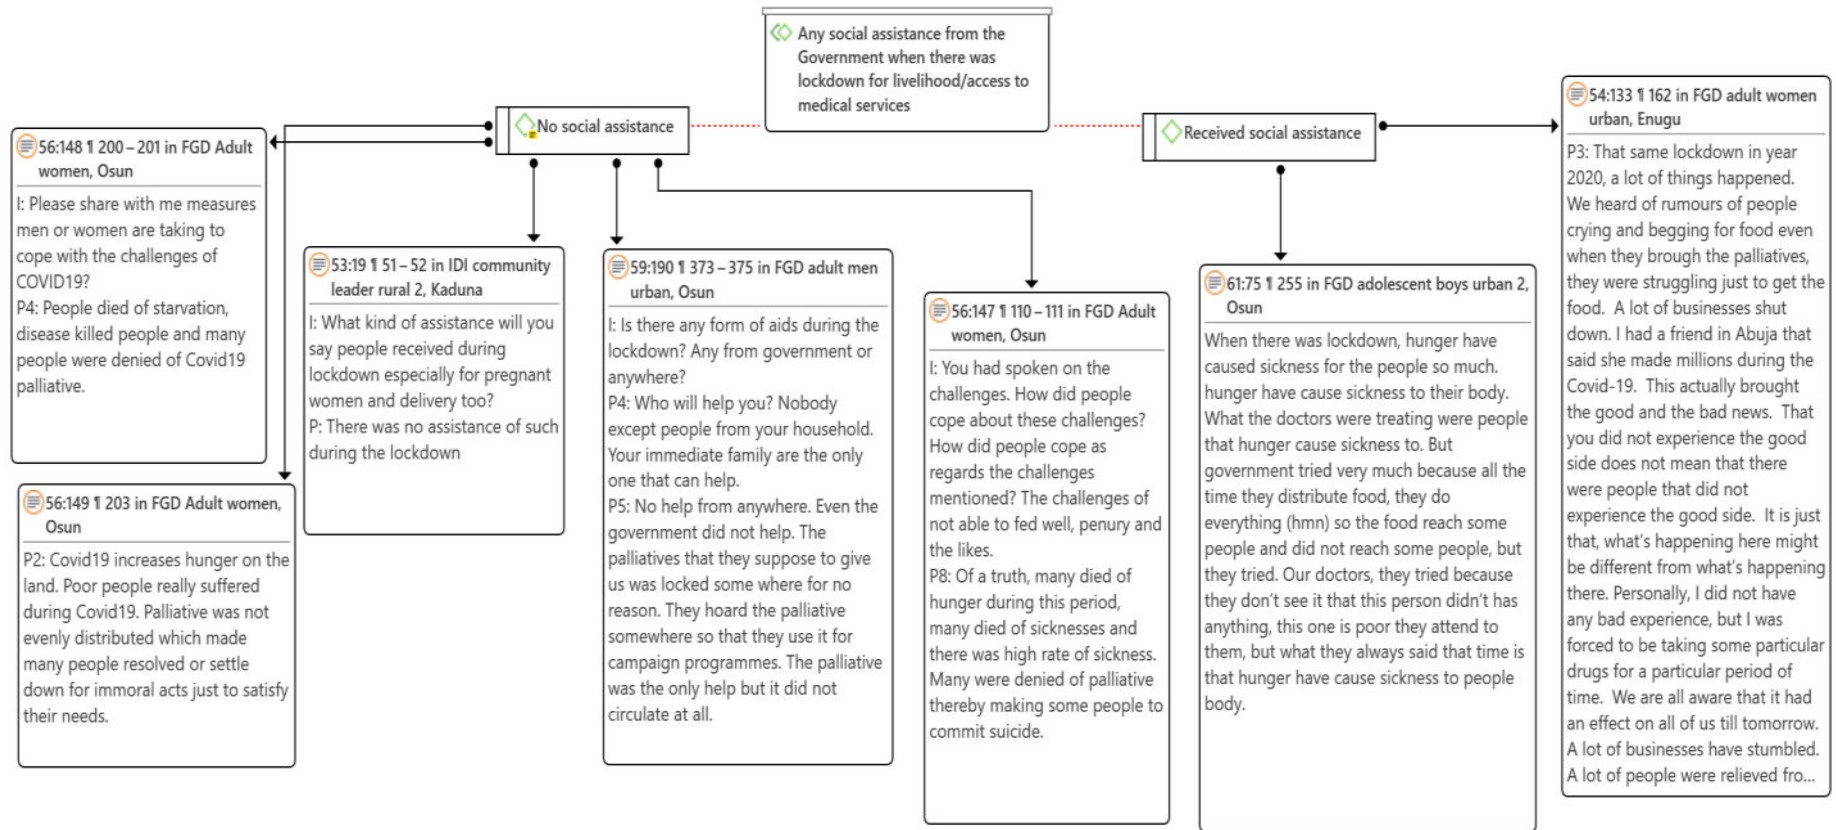 Any social assistance from the
Government when there was
lockdown for livelihood/access to
medical services
No social assistance
Received social assistance
56:148 ¶ 200 – 201 in FGD Adult
women, Osun
I: Please share with me measures
men or women are taking to
cope with the challenges of
COVID19?
P4: People died of starvation,
disease killed people and many
people were denied of Covid19
palliative.
56:149 ¶ 203 in FGD Adult women,
Osun
P2: Covid19 increases hunger on the
land. Poor people really suffered
during Covid19. Palliative was not
evenly distributed which made
many people resolved or settle
down for immoral acts just to satisfy
their needs.
53:19 ¶ 51 – 52 in IDI community
leader rural 2, Kaduna
I: What kind of assistance will you
say people received during
lockdown especially for pregnant
women and delivery too?
P: There was no assistance of such
during the lockdown
59:190 ¶ 373 – 375 in FGD adult men
urban, Osun
I: Is there any form of aids during the
lockdown? Any from government or
anywhere?
P4: Who will help you? Nobody
except people from your household.
Your immediate family are the only
one that can help.
P5: No help from anywhere. Even the
government did not help. The
palliatives that they suppose to give
us was locked some where for no
reason. They hoard the palliative
somewhere so that they use it for
campaign programmes. The palliative
was the only help but it did not
circulate at all.
56:147 ¶ 110 – 111 in FGD Adult
women, Osun
I: You had spoken on the
challenges. How did people
cope about these challenges?
How did people cope as
regards the challenges
mentioned? The challenges of
not able to fed well, penury and
the likes.
P8: Of a truth, many died of
hunger during this period,
many died of sicknesses and
there was high rate of sickness.
Many were denied of palliative
thereby making some people to
commit suicide.
61:75 ¶ 255 in FGD adolescent boys urban 2,
Osun
When there was lockdown, hunger have
caused sickness for the people so much.
hunger have cause sickness to their body.
What the doctors were treating were people
that hunger cause sickness to. But
government tried very much because all the
time they distribute food, they do
everything (hmn) so the food reach some
people and did not reach some people, but
they tried. Our doctors, they tried because
they don't see it that this person didn't has
anything, this one is poor they attend to
them, but what they always said that time is
that hunger have cause sickness to people
body.
54:133 ¶ 162 in FGD adult women
urban, Enugu
P3: That same lockdown in year
2020, a lot of things happened.
We heard of rumours of people
crying and begging for food even
when they brough the palliatives,
they were struggling just to get the
food. A lot of businesses shut
down. I had a friend in Abuja that
said she made millions during the
Covid-19. This actually brought
the good and the bad news. That
you did not experience the good
side does not mean that there
were people that did not
experience the good side. It is just
that, what's happening here might
be different from what's happening
there. Personally, I did not have
any bad experience, but I was
forced to be taking some particular
drugs for a particular period of
time. We are all aware that it had
an effect on all of us till tomorrow.
A lot of businesses have stumbled.
A lot of people were relieved fro...